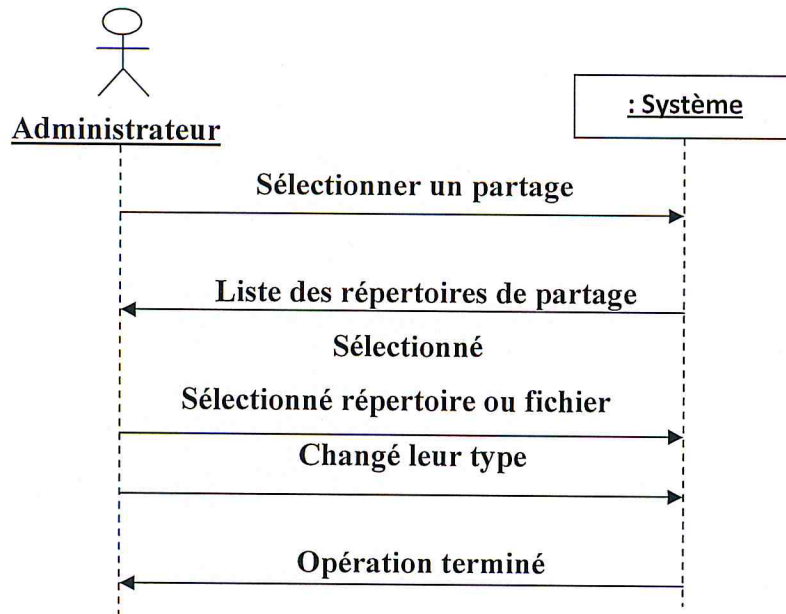 Administrateur
: Système
Sélectionner un partage
Liste des répertoires de partage
Sélectionné
Sélectionné répertoire ou fichier
Changé leur type
Opération terminé